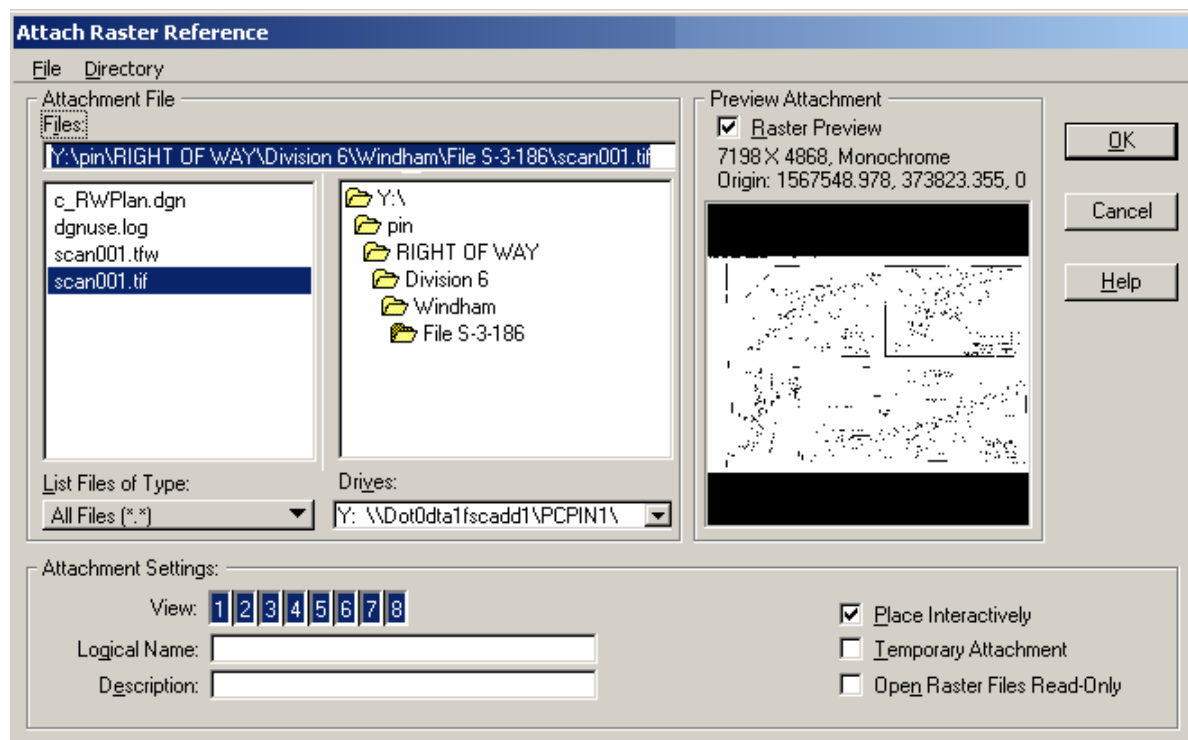 Attach Raster Reference
File Directory
Attachment File
Files:
Y:\pin\RIGHT OF WAY\Division 6\Windham\File S-3-186\scan001.tif
c_RWPlan.dgn
dgnuse.log
scan001.tfw
scan001.tif
Y:\
pin
RIGHT OF WAY
Division 6
Windham
File S-3-186
List Files of Type:
All Files (*.*)
Drives:
Y: \\Dot0dta1fscadd1\PCPIN1\
Preview Attachment
Raster Preview
7198 X 4868, Monochrome
Origin: 1567548.978, 373823.355, 0
OK
Cancel
Help
Attachment Settings:
View: 1 2 3 4 5 6 7 8
Logical Name:
Description:
Place Interactively
Temporary Attachment
Open Raster Files Read-Only